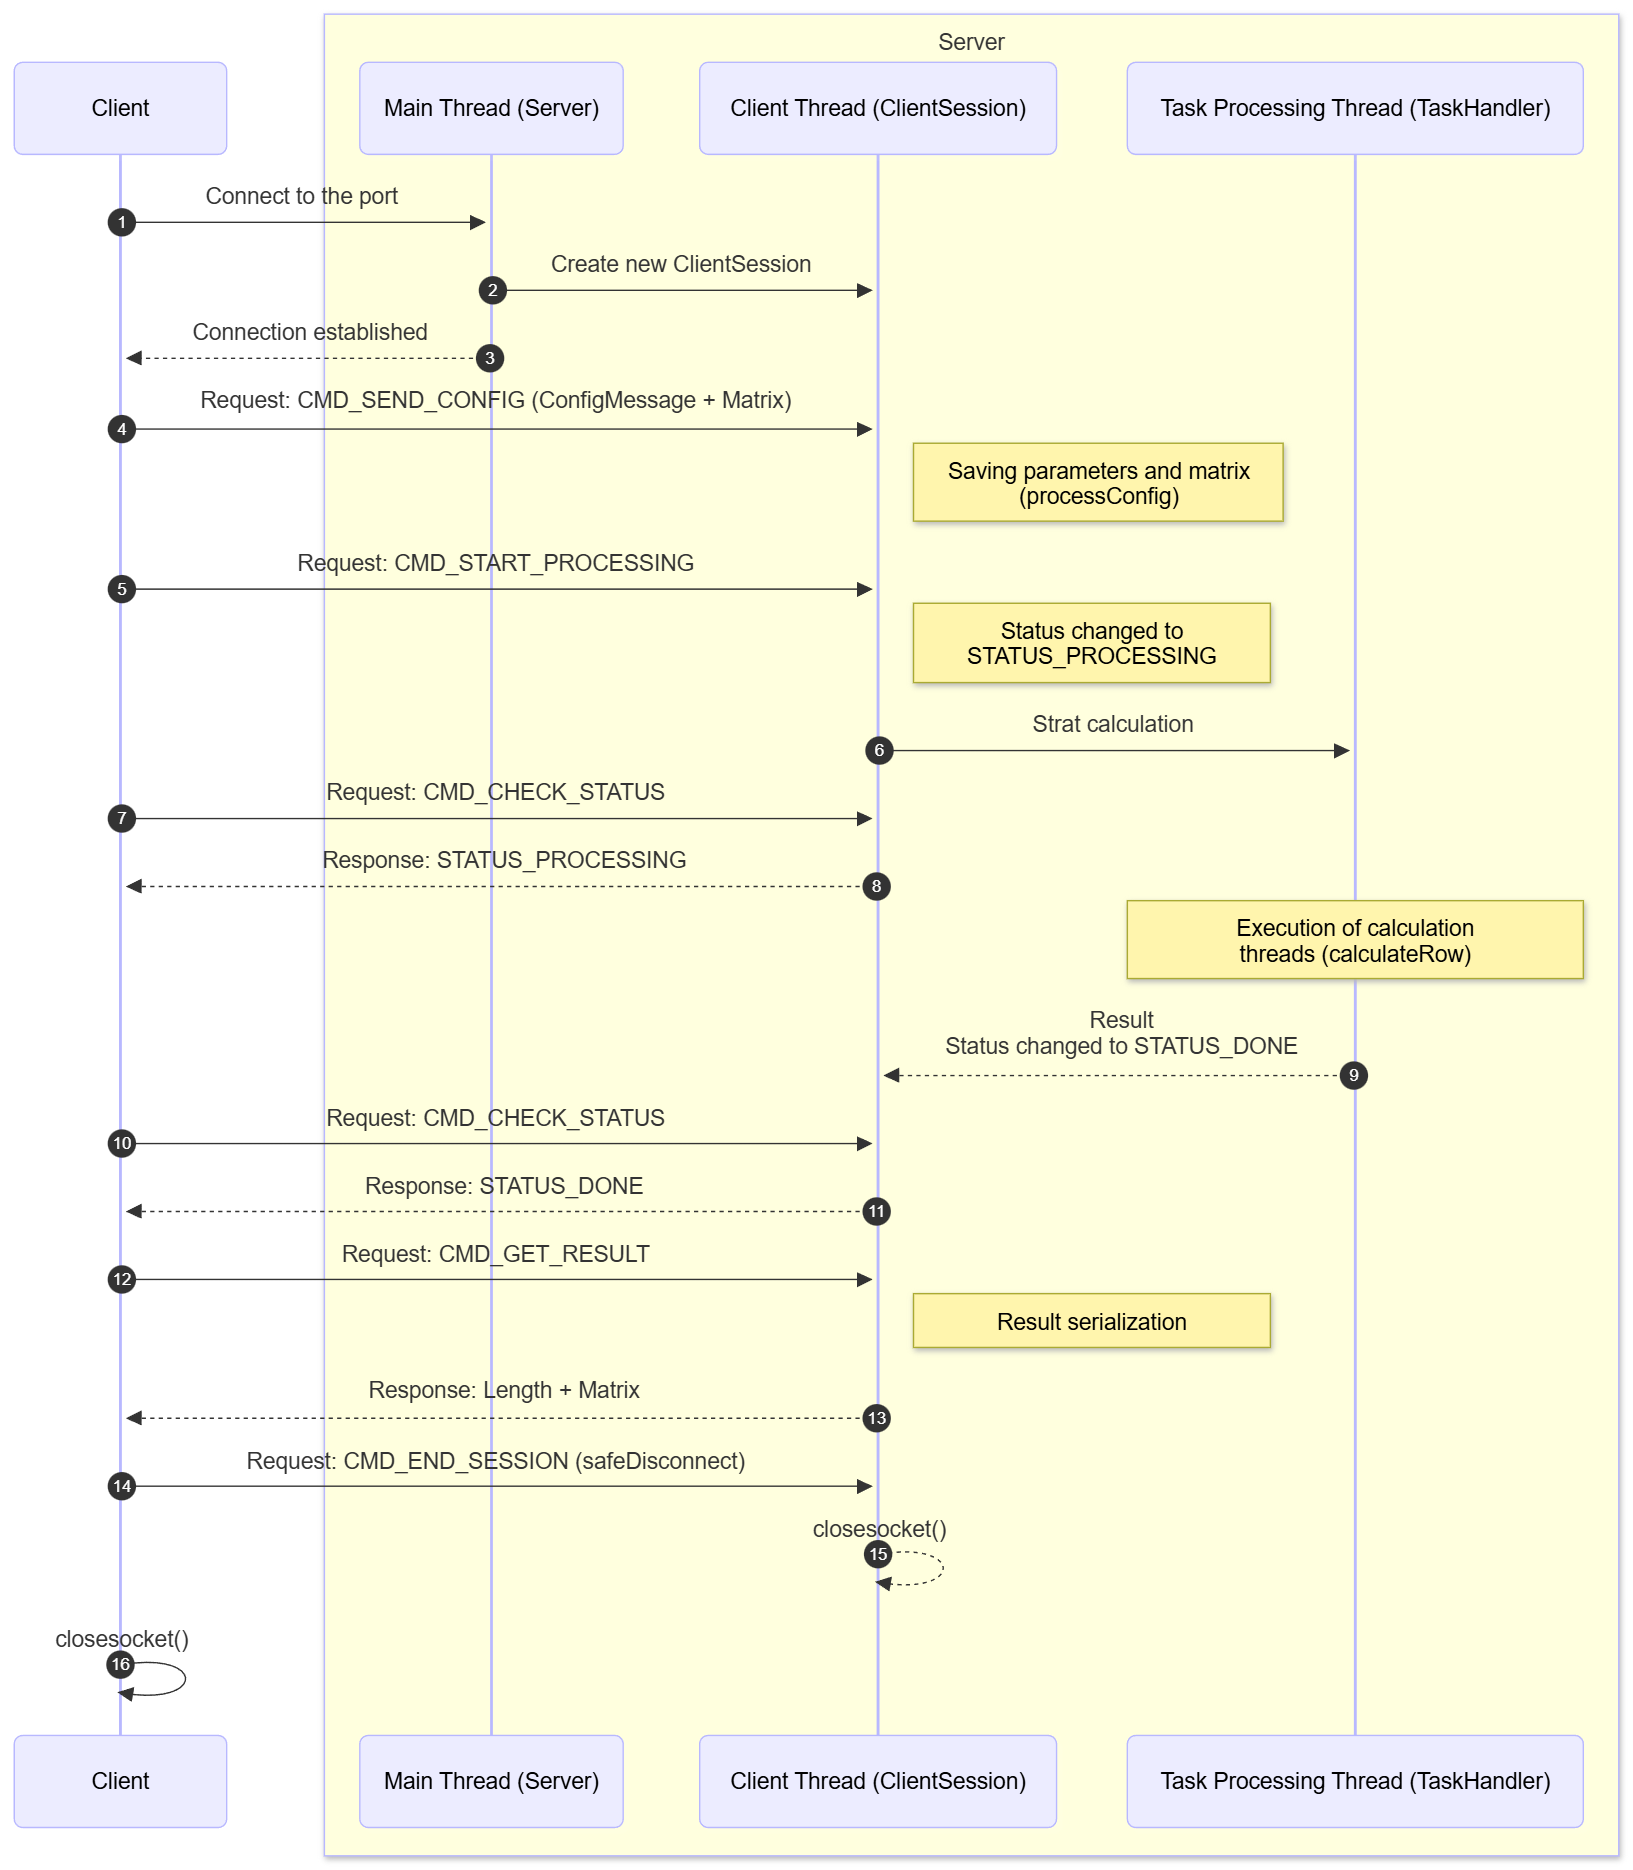 Server
Client
Main Thread (Server)
Client Thread (ClientSession)
Task Processing Thread (TaskHandler)
Connect to the port
1
Create new ClientSession
2
Connection established
3
Request: CMD_SEND_CONFIG (ConfigMessage + Matrix)
4
Saving parameters and matrix
(processConfig)
Request: CMD_START_PROCESSING
5
Status changed to
STATUS_PROCESSING
Strat calculation
6
Request: CMD_CHECK_STATUS
7
Response: STATUS_PROCESSING
8
Execution of calculation
threads (calculateRow)
Result
Status changed to STATUS_DONE
9
Request: CMD_CHECK_STATUS
10
Response: STATUS_DONE
11
Request: CMD_GET_RESULT
12
Result serialization
Response: Length + Matrix
13
Request: CMD_END_SESSION (safeDisconnect)
14
closesocket()
15
closesocket()
16
Client
Main Thread (Server)
Client Thread (ClientSession)
Task Processing Thread (TaskHandler)